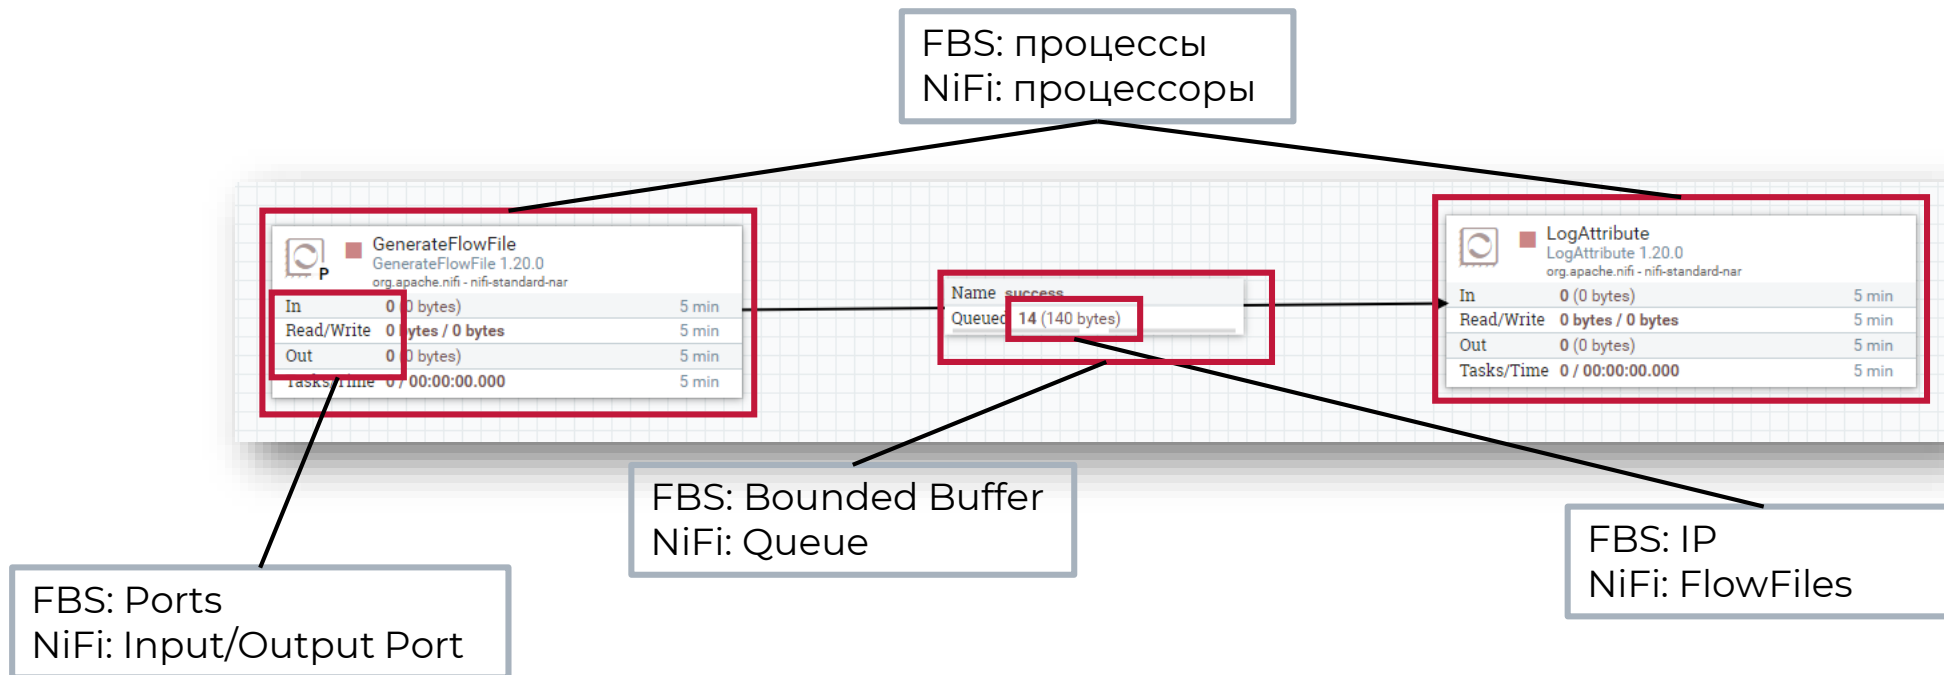 FBS: процессы
NiFi: процессоры
GenerateFlowFile
GenerateFlowFile 1.20.0
org.apache.nifi - nifi-standard-nar
P
In 0 (0 bytes) 5 min
Read/Write 0 bytes / 0 bytes 5 min
Out 0 (0 bytes) 5 min
Tasks/Time 0 / 00:00:00.000 5 min
Name success
Queued 14 (140 bytes)
LogAttribute
LogAttribute 1.20.0
org.apache.nifi - nifi-standard-nar
In 0 (0 bytes) 5 min
Read/Write 0 bytes / 0 bytes 5 min
Out 0 (0 bytes) 5 min
Tasks/Time 0 / 00:00:00.000 5 min
FBS: Bounded Buffer
NiFi: Queue
FBS: IP
NiFi: FlowFiles
FBS: Ports
NiFi: Input/Output Port